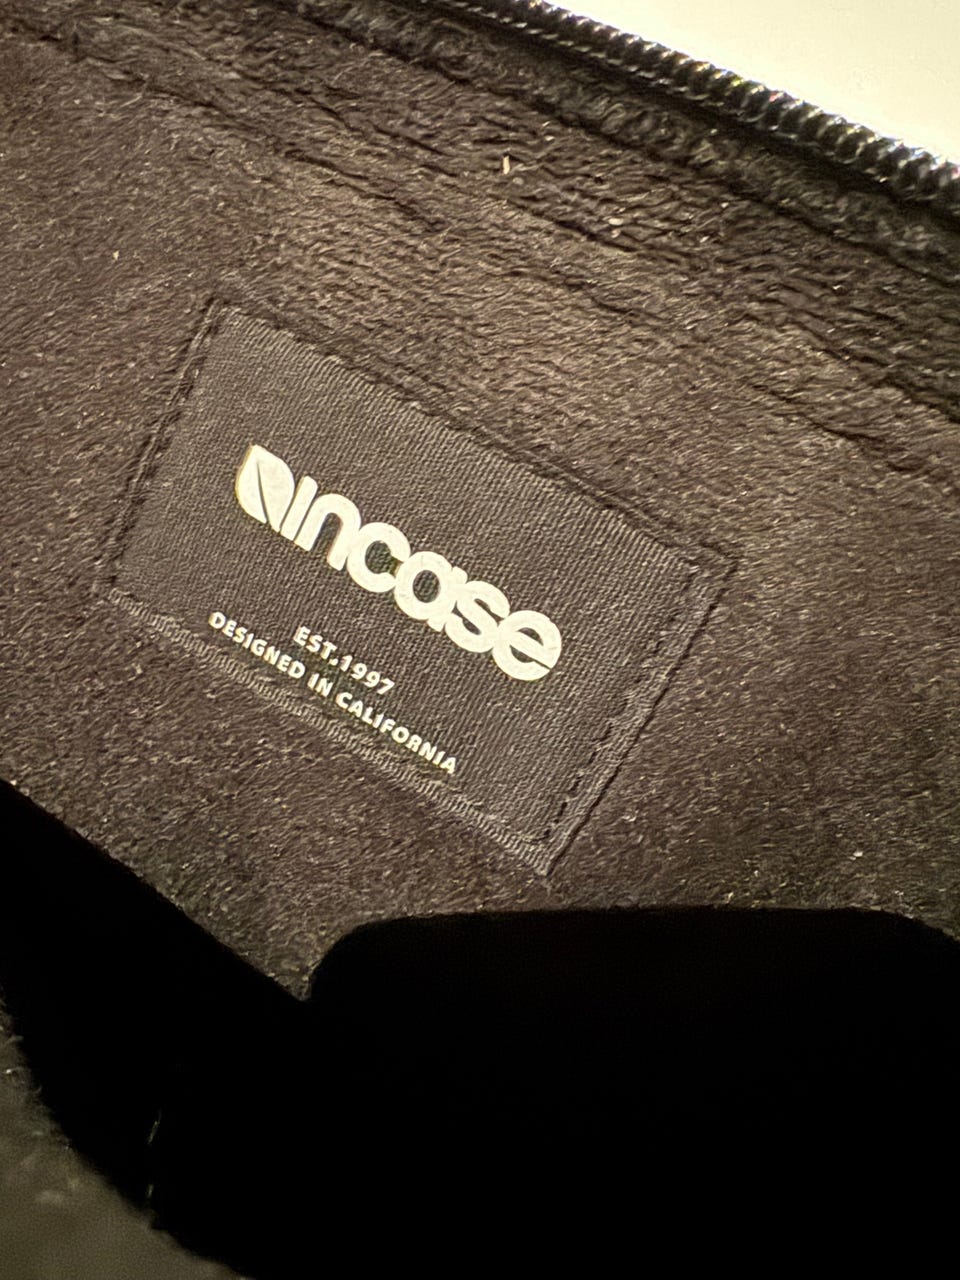 incase
EST.1997
DESIGNED IN CALIFORNIA